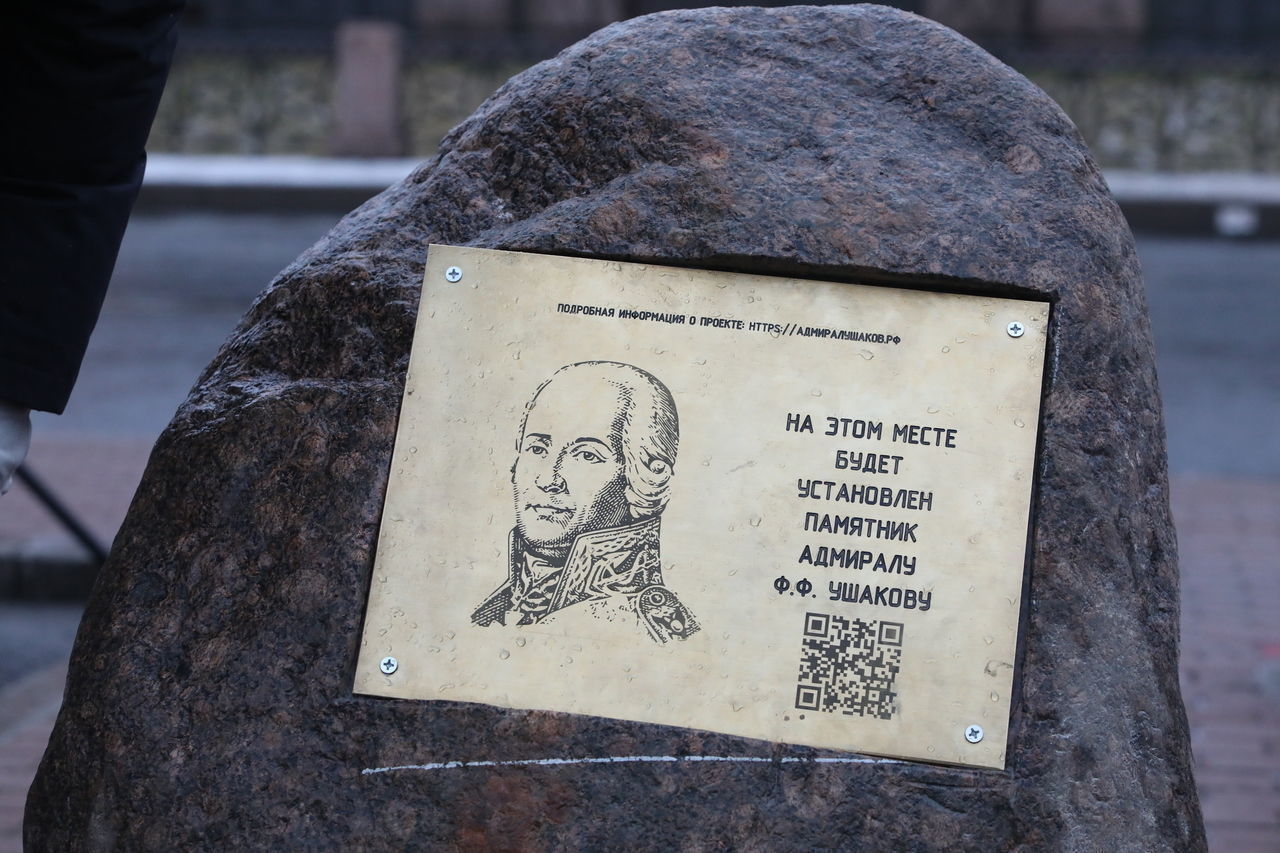 ПОДРОБНАЯ ИНФОРМАЦИЯ О ПРОЕКТЕ: HTTPS://АДМИРАЛУШАКОВ.РФ
НА ЭТОМ МЕСТЕ
БУДЕТ
УСТАНОВЛЕН
ПАМЯТНИК
АДМИРАЛУ
Ф.Ф. УШАКОВУ